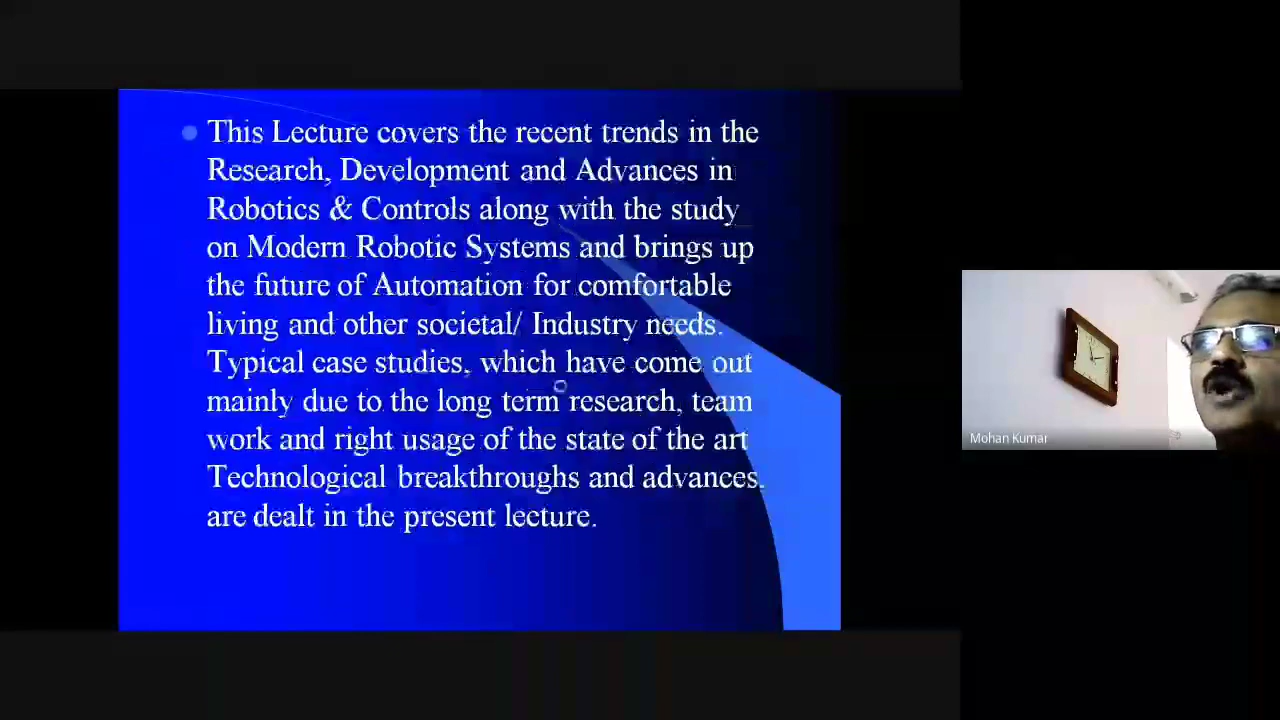 This Lecture covers the recent trends in the
Research, Development and Advances in
Robotics & Controls along with the study
on Modern Robotic Systems and brings up
the future of Automation for comfortable
living and other societal/ Industry needs.
Typical case studies, which have come out
mainly due to the long term research, team
work and right usage of the state of the art
Technological breakthroughs and advances.
are dealt in the present lecture.
Mohan Kumar